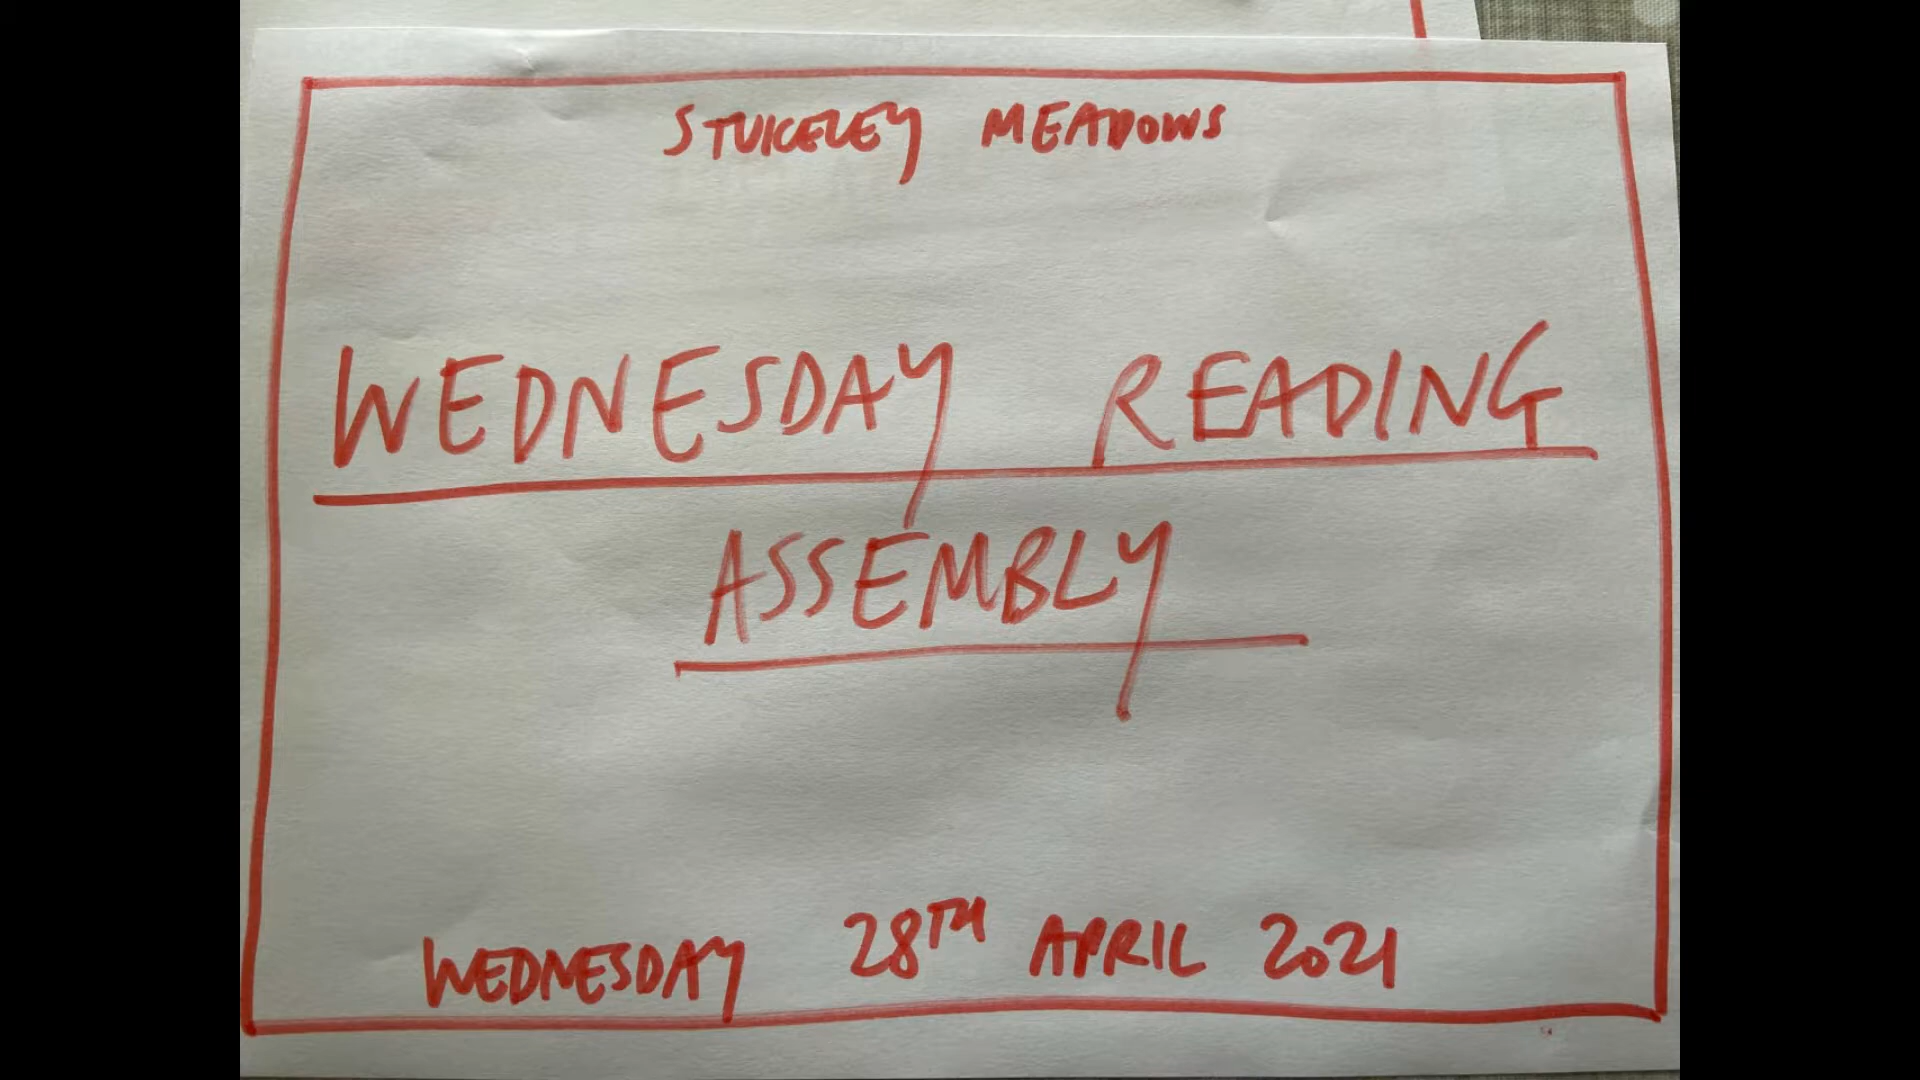 STUKELEY MEADOWS
WEDNESDAY READING
ASSEMBLY
WEDNESDAY 28TH APRIL 2021